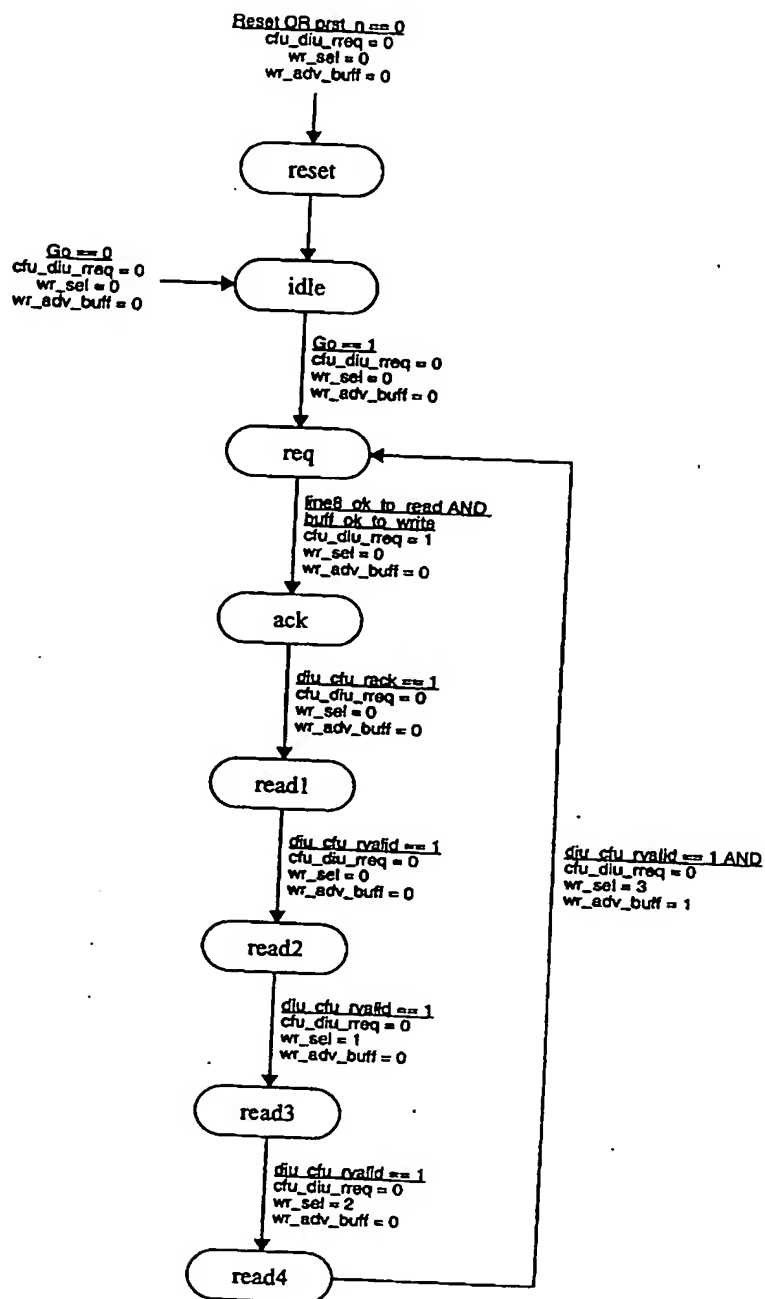 Reset OR prst_n == 0
cfu_diu_rreq = 0
wr_sel = 0
wr_adv_buff = 0
reset
Go == 0
cfu_diu_rreq = 0
wr_sel = 0
wr_adv_buff = 0
idle
Go == 1
cfu_diu_rreq = 0
wr_sel = 0
wr_adv_buff = 0
req
line8_ok_to_read AND
buff_ok_to_write
cfu_diu_rreq = 1
wr_sel = 0
wr_adv_buff = 0
ack
diu_cfu_rack == 1
cfu_diu_rreq = 0
wr_sel = 0
wr_adv_buff = 0
read1
diu_cfu_rvalid == 1
cfu_diu_rreq = 0
wr_sel = 0
wr_adv_buff = 0
diu_cfu_rvalid == 1 AND
cfu_diu_rreq = 0
wr_sel = 3
wr_adv_buff = 1
read2
diu_cfu_rvalid == 1
cfu_diu_rreq = 0
wr_sel = 1
wr_adv_buff = 0
read3
diu_cfu_rvalid == 1
cfu_diu_rreq = 0
wr_sel = 2
wr_adv_buff = 0
read4